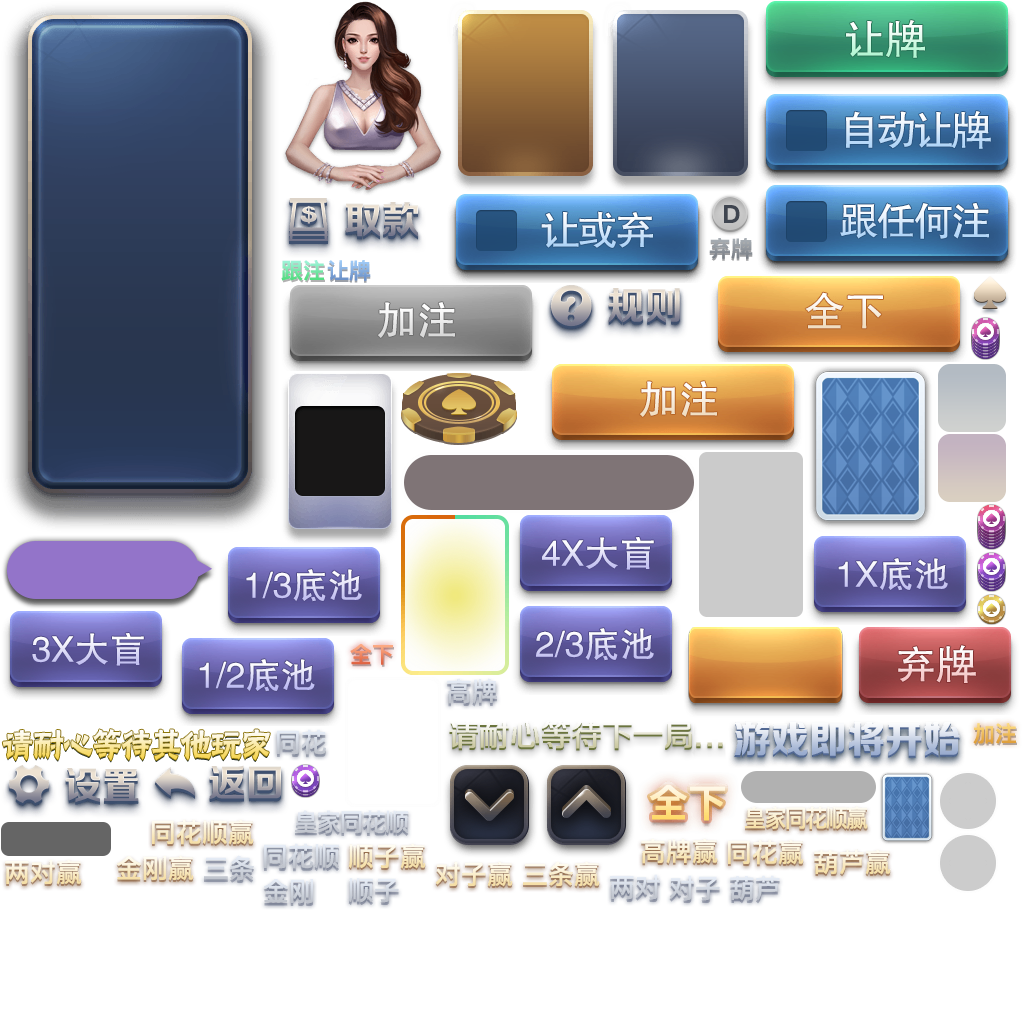 让牌
自动让牌
$ 取款
让或弃
D
弃牌
跟任何注
跟注 让牌
加注
? 规则
全下
加注
1/3底池
4X大盲
1X底池
3X大盲
1/2底池
全下
2/3底池
弃牌
高牌
请耐心等待其他玩家
同花
请耐心等待下一局...
游戏即将开始
加注
设置
返回
全下
皇家同花顺赢
同花顺赢
皇家同花顺
两对赢
金刚赢
三条
同花顺
顺子赢
对子赢
三条赢
高牌赢
同花赢
葫芦赢
金刚
顺子
两对
对子
葫芦